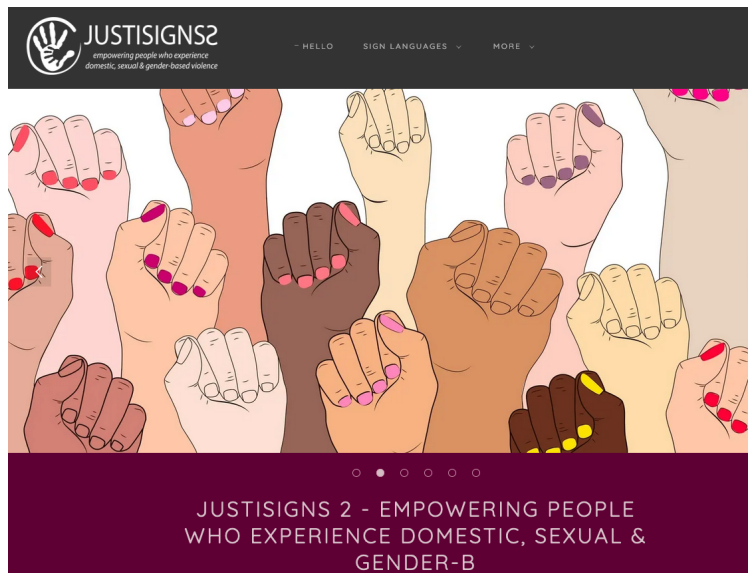 JUSTISIGNS2
empowering people who experience
domestic, sexual & gender-based violence
HELLO
SIGN LANGUAGES
MORE
JUSTISIGNS 2 - EMPOWERING PEOPLE
WHO EXPERIENCE DOMESTIC, SEXUAL &
GENDER-B